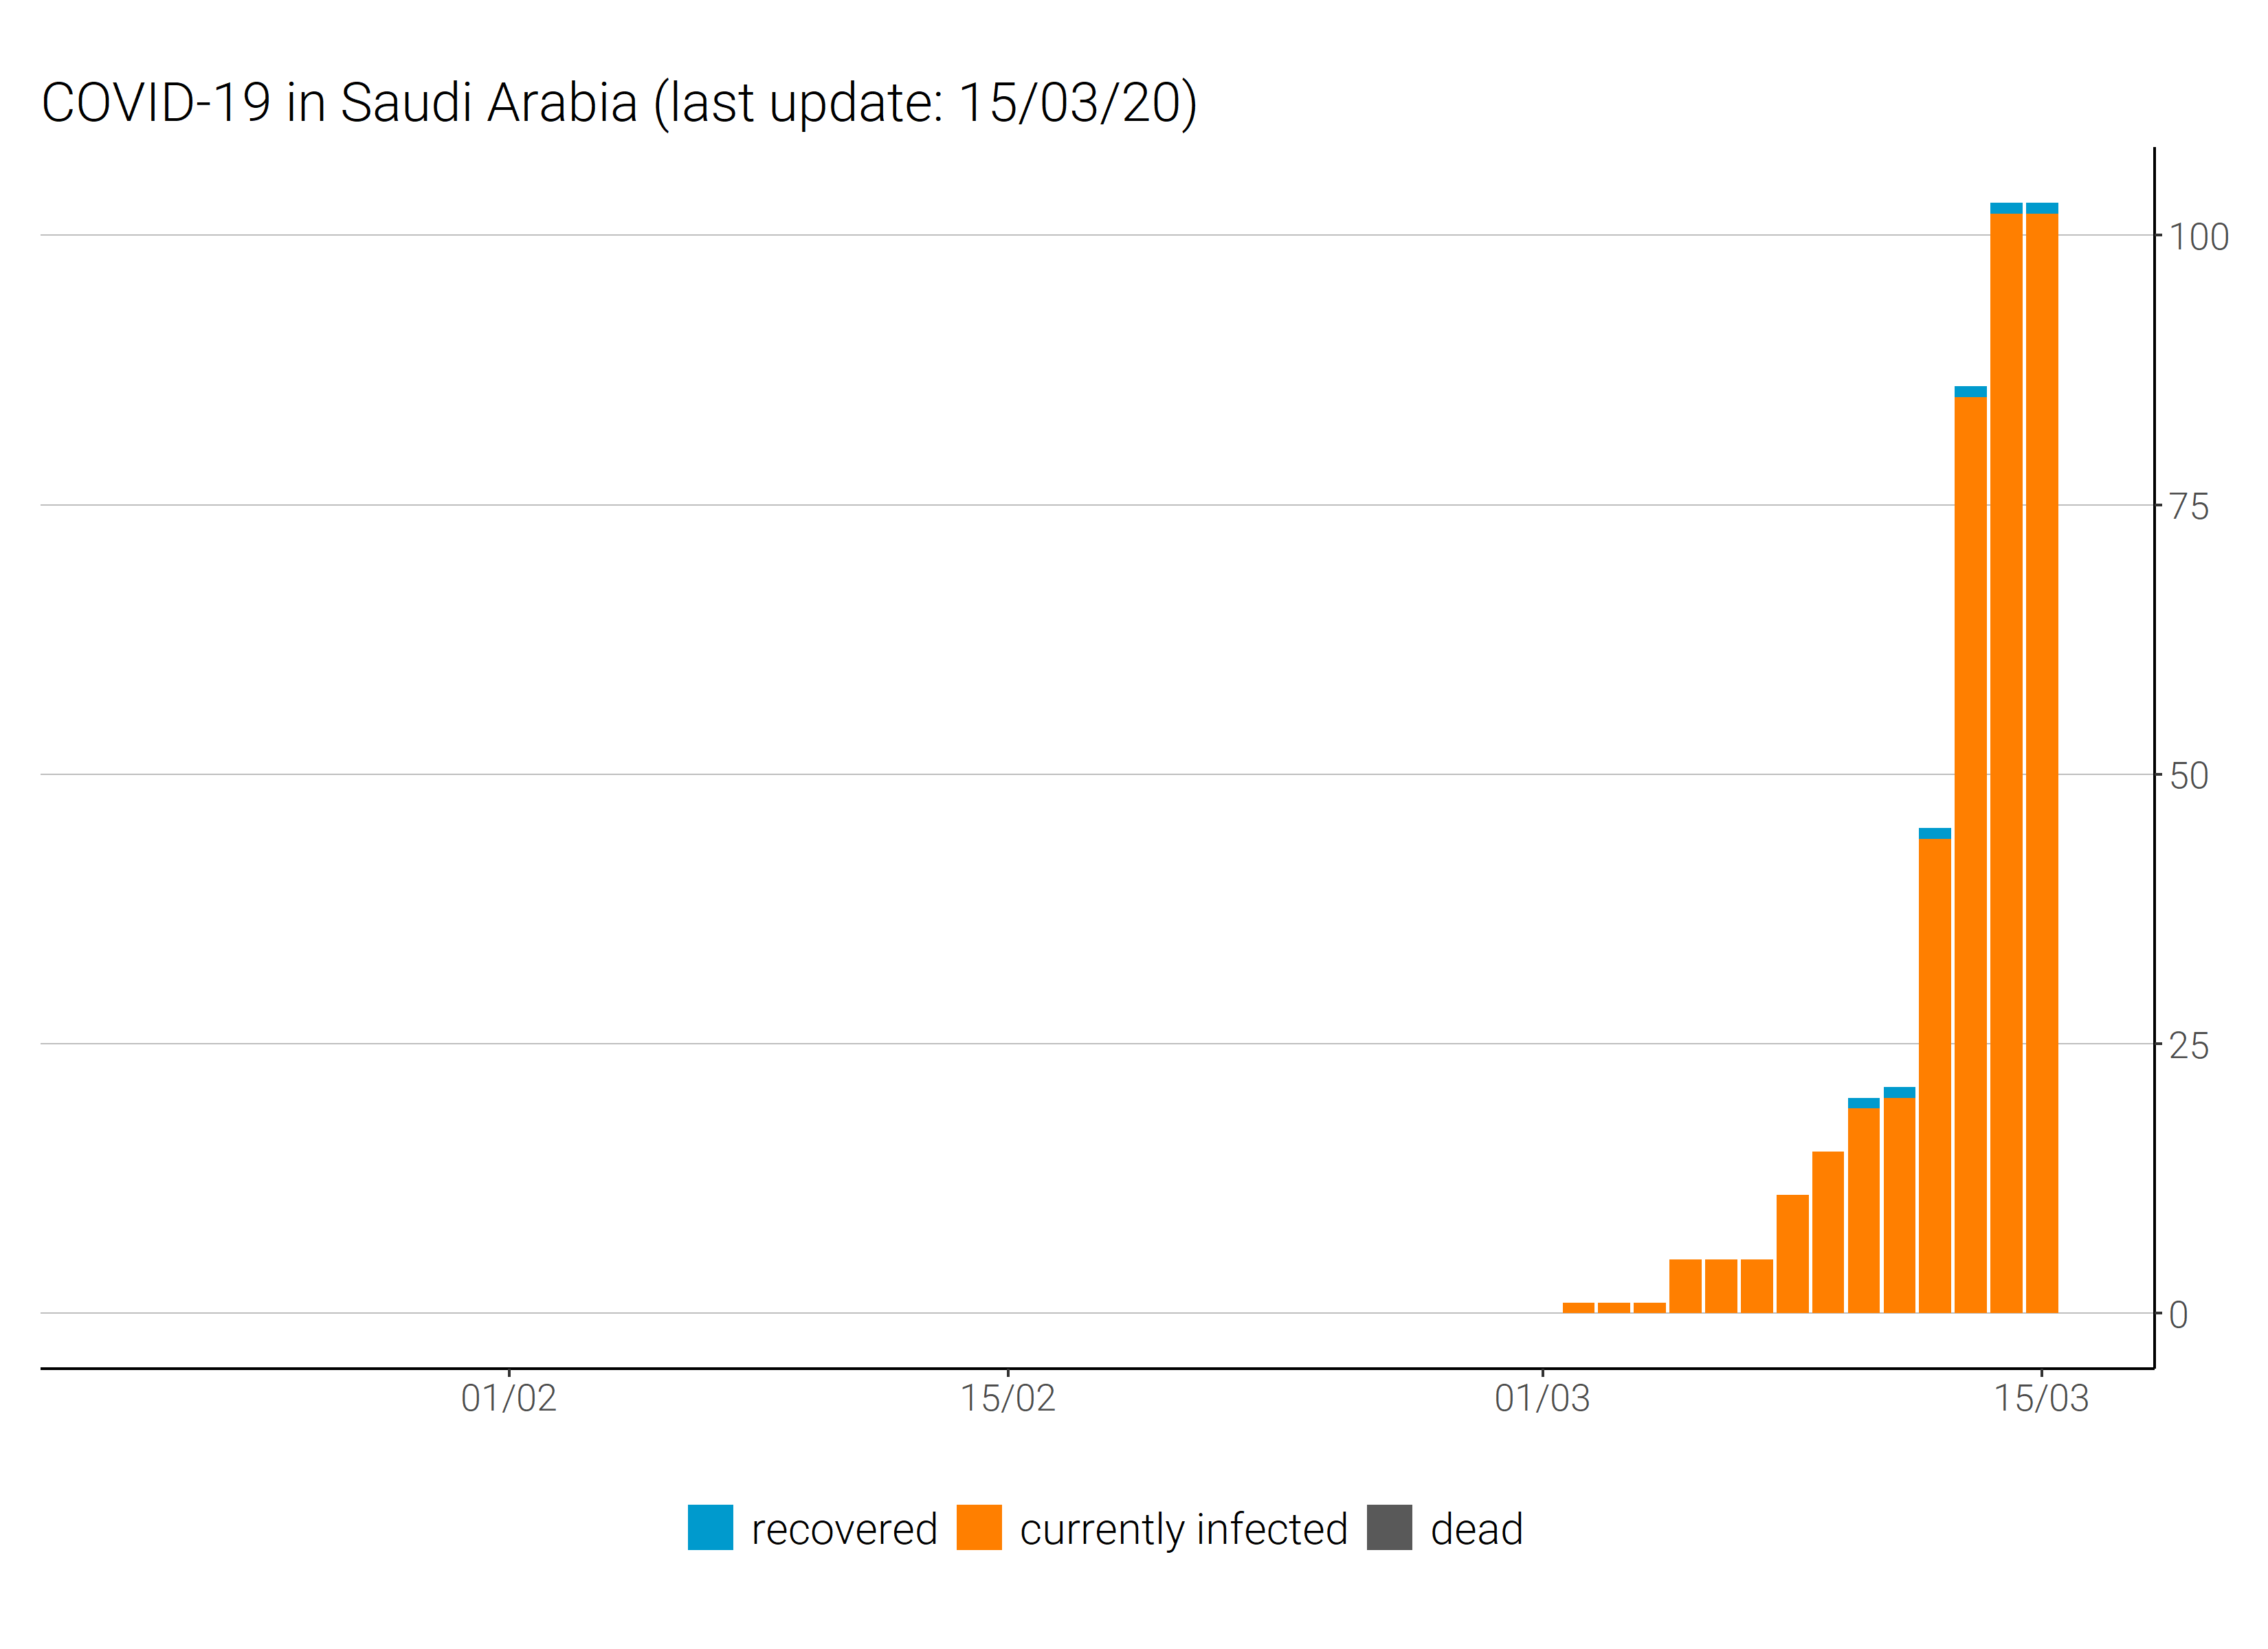 COVID-19 in Saudi Arabia (last update: 15/03/20)
100
75
50
25
0
01/02 15/02 01/03 15/03
recovered currently infected dead